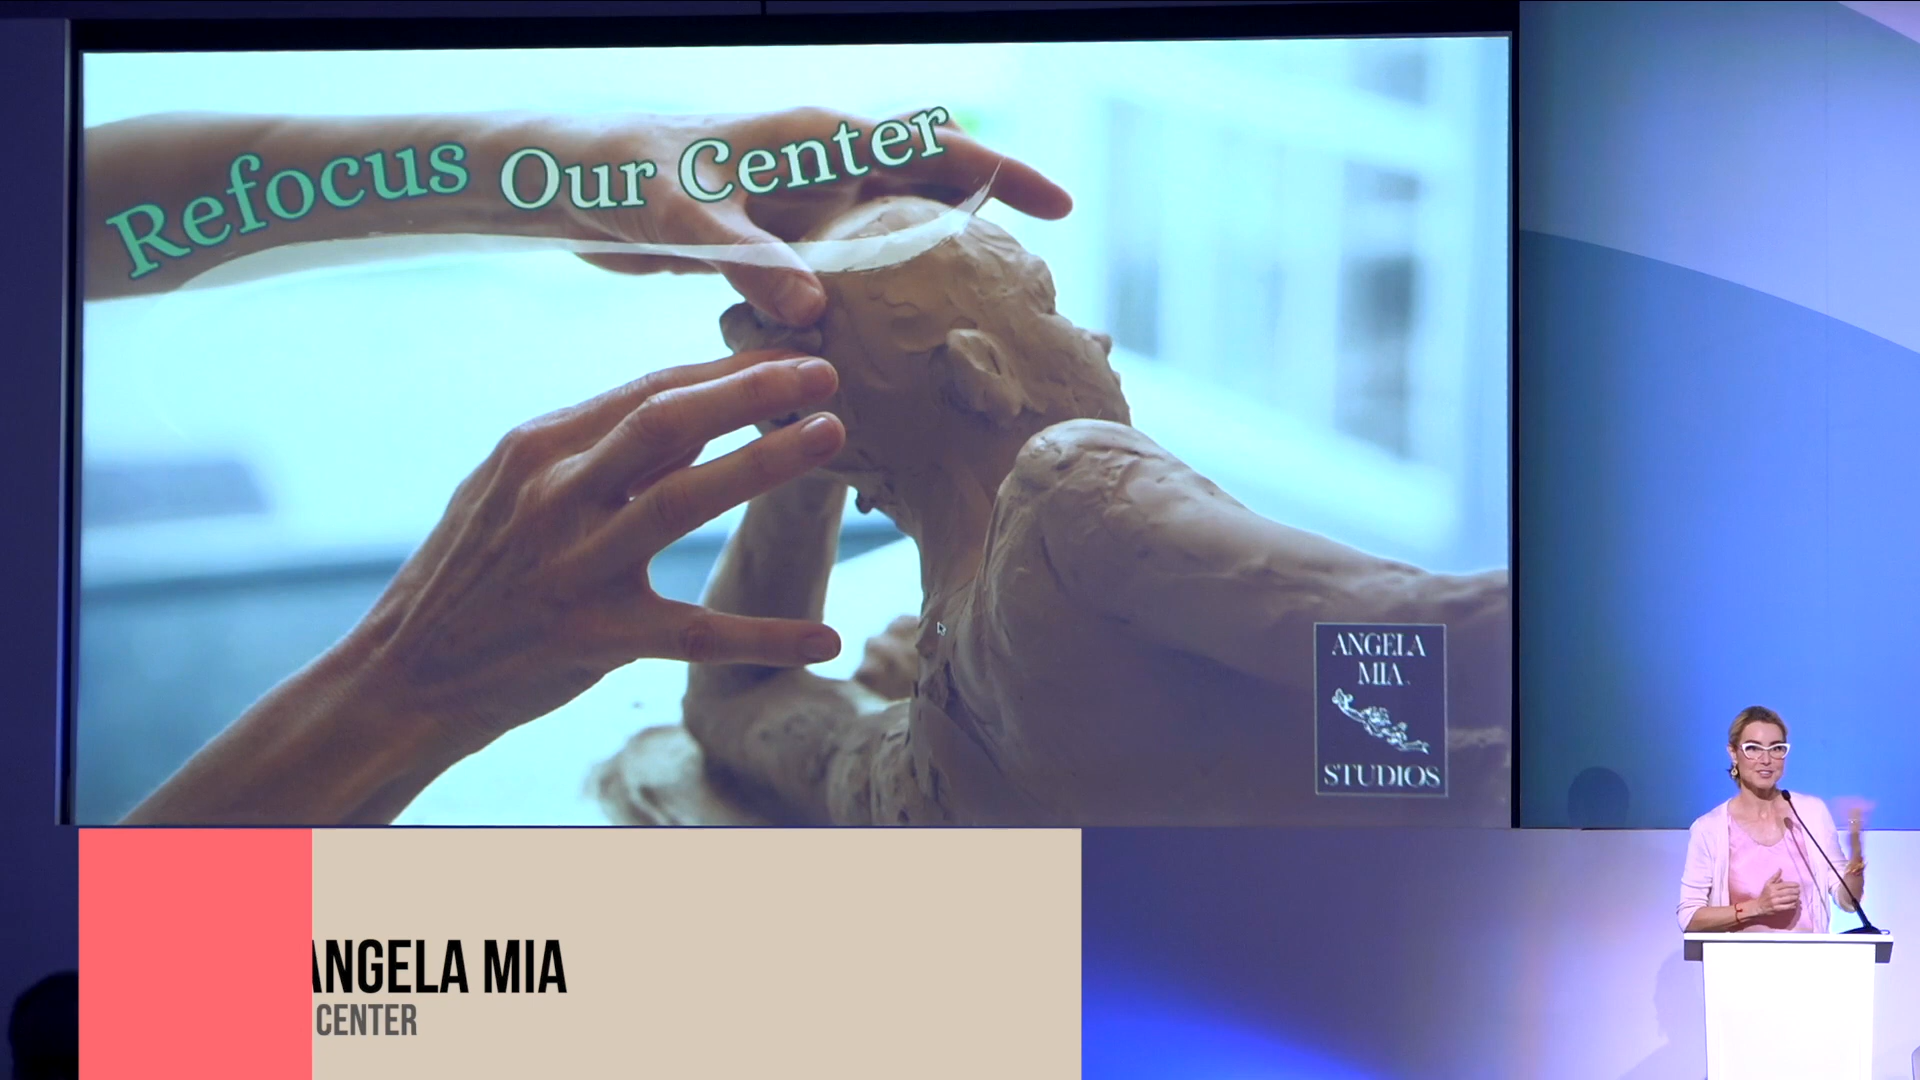 Refocus Our Center
ANGELA
MIA
STUDIOS
ANGELA MIA
CENTER